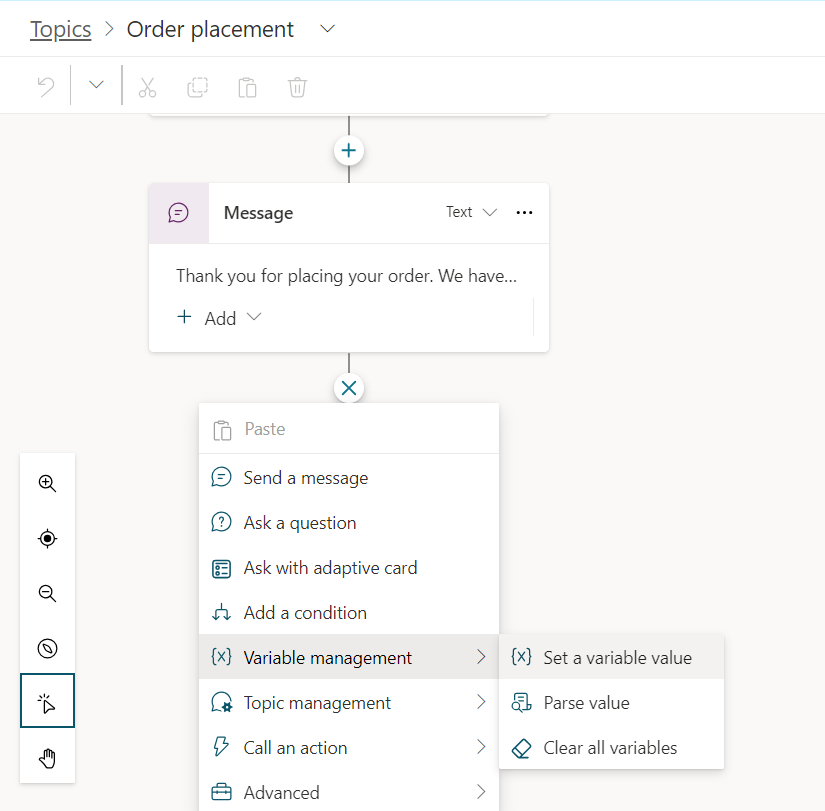 Topics > Order placement
Message
Text
Thank you for placing your order. We have...
+ Add
Paste
Send a message
Ask a question
Ask with adaptive card
Add a condition
{x} Variable management
{x} Set a variable value
Topic management
Parse value
Call an action
Clear all variables
Advanced